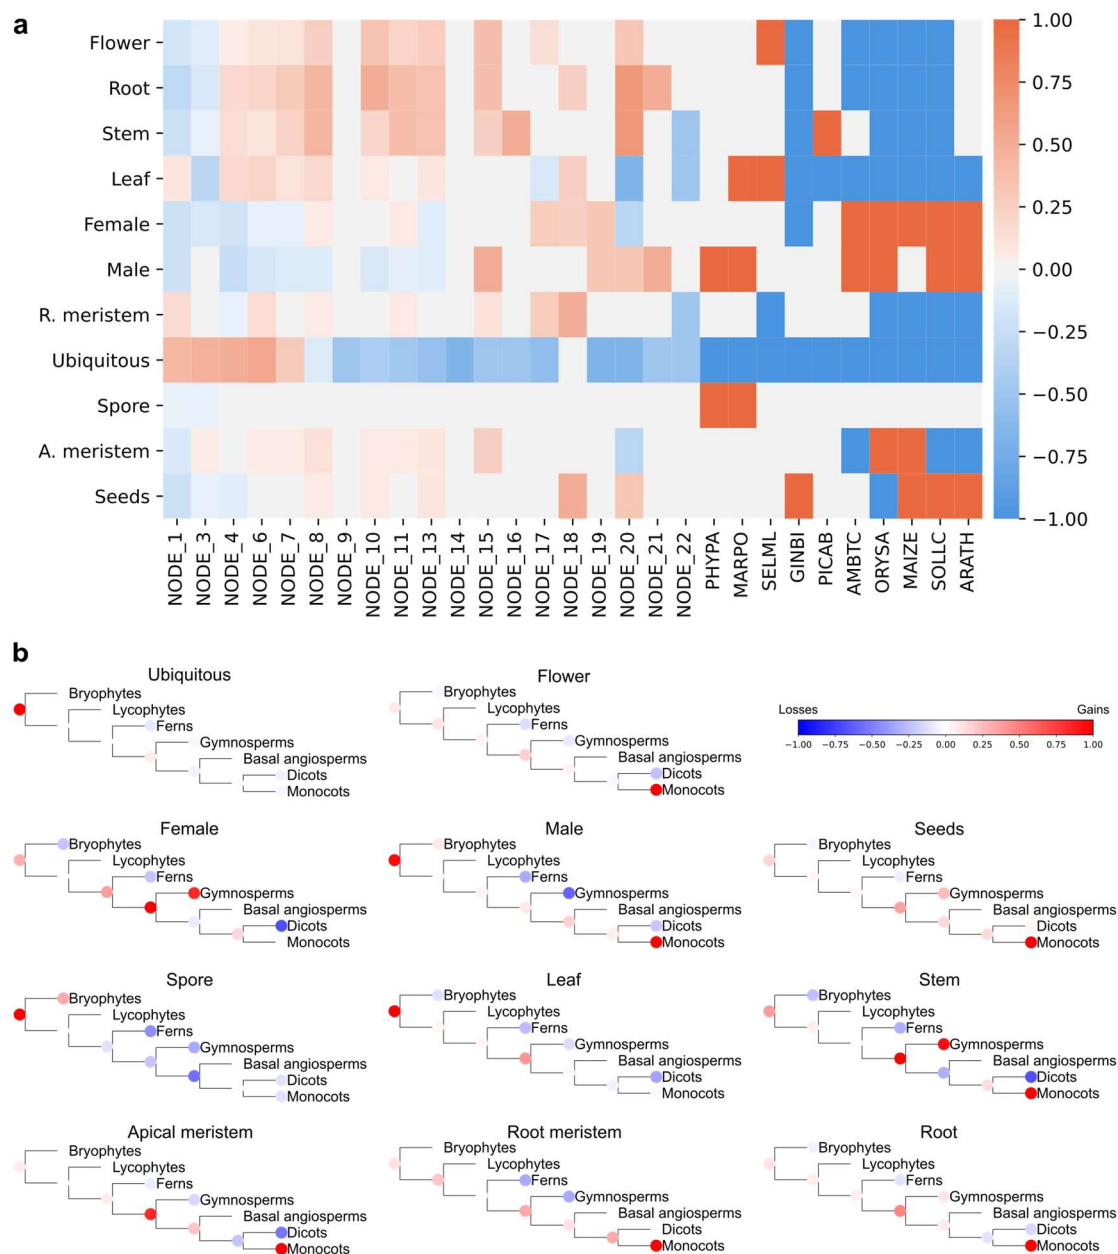 a
Flower
Root
Stem
Leaf
Female
Male
R. meristem
Ubiquitous
Spore
A. meristem
Seeds
1.00
0.75
0.50
0.25
0.00
−0.25
−0.50
−0.75
−1.00
NODE_1
NODE_3
NODE_4
NODE_6
NODE_7
NODE_8
NODE_9
NODE_10
NODE_11
NODE_13
NODE_14
NODE_15
NODE_16
NODE_17
NODE_18
NODE_19
NODE_20
NODE_21
NODE_22
PHYPA
MARPO
SELML
GINBI
PICAB
AMBTC
ORYSA
MAIZE
SOLLC
ARATH
b
Ubiquitous
Bryophytes
Lycophytes
Ferns
Gymnosperms
Basal angiosperms
Dicots
Monocots
Flower
Bryophytes
Lycophytes
Ferns
Gymnosperms
Basal angiosperms
Dicots
Monocots
Losses Gains
−1.00 −0.75 −0.50 −0.25 0.00 0.25 0.50 0.75 1.00
Female
Bryophytes
Lycophytes
Ferns
Gymnosperms
Basal angiosperms
Dicots
Monocots
Male
Bryophytes
Lycophytes
Ferns
Gymnosperms
Basal angiosperms
Dicots
Monocots
Seeds
Bryophytes
Lycophytes
Ferns
Gymnosperms
Basal angiosperms
Dicots
Monocots
Spore
Bryophytes
Lycophytes
Ferns
Gymnosperms
Basal angiosperms
Dicots
Monocots
Leaf
Bryophytes
Lycophytes
Ferns
Gymnosperms
Basal angiosperms
Dicots
Monocots
Stem
Bryophytes
Lycophytes
Ferns
Gymnosperms
Basal angiosperms
Dicots
Monocots
Apical meristem
Bryophytes
Lycophytes
Ferns
Gymnosperms
Basal angiosperms
Dicots
Monocots
Root meristem
Bryophytes
Lycophytes
Ferns
Gymnosperms
Basal angiosperms
Dicots
Monocots
Root
Bryophytes
Lycophytes
Ferns
Gymnosperms
Basal angiosperms
Dicots
Monocots